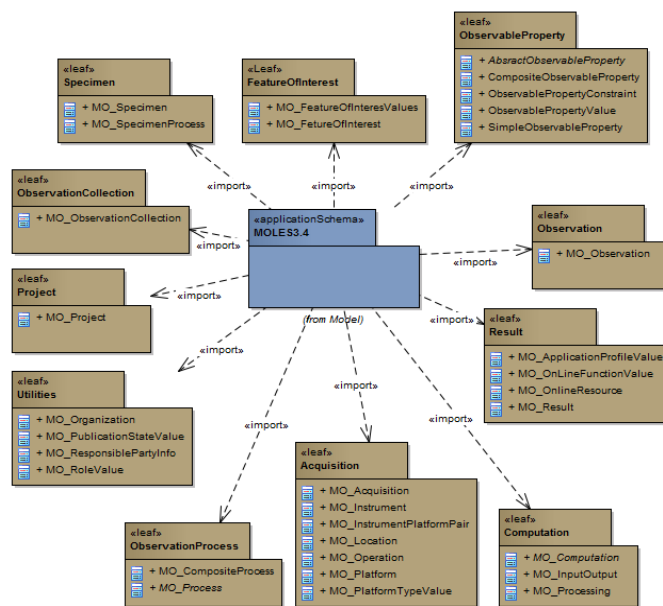 «leaf»
Specimen
+ MO_Specimen
+ MO_SpecimenProcess
«Leaf»
FeatureOfInterest
+ MO_FeatureOfInteresValues
+ MO_FetureOfInterest
«leaf»
ObservableProperty
+ AbsractObservableProperty
+ CompositeObservableProperty
+ ObservablePropertyConstraint
+ ObservablePropertyValue
+ SimpleObservableProperty
«import»
«import»
«import»
«leaf»
ObservationCollection
+ MO_ObservationCollection
«import»
«applicationSchema»
MOLES3.4
(from Model)
«import»
«leaf»
Observation
+ MO_Observation
«leaf»
Project
+ MO_Project
«import»
«import»
«leaf»
Result
+ MO_ApplicationProfileValue
+ MO_OnLineFunctionValue
+ MO_OnlineResource
+ MO_Result
«import»
«leaf»
Utilities
+ MO_Organization
+ MO_PublicationStateValue
+ MO_ResponsiblePartyInfo
+ MO_RoleValue
«import»
«import»
«import»
«leaf»
Acquisition
+ MO_Acquisition
+ MO_Instrument
+ MO_InstrumentPlatformPair
+ MO_Location
+ MO_Operation
+ MO_Platform
+ MO_PlatformTypeValue
«leaf»
ObservationProcess
+ MO_CompositeProcess
+ MO_Process
«leaf»
Computation
+ MO_Computation
+ MO_InputOutput
+ MO_Processing